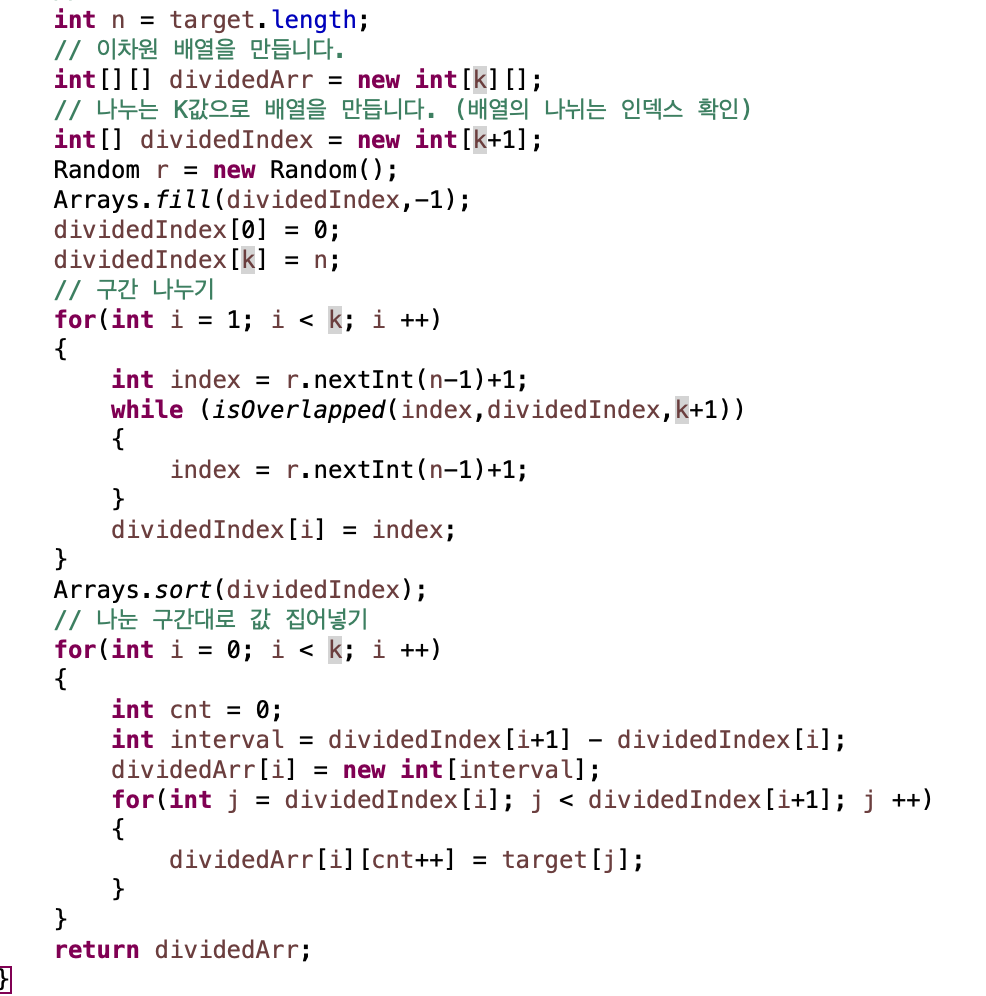 int n = target.length;
// 이차원 배열을 만듭니다.
int[][] dividedArr = new int[k][];
// 나누는 K값으로 배열을 만듭니다. (배열의 나뉘는 인덱스 확인)
int[] dividedIndex = new int[k+1];
Random r = new Random();
Arrays.fill(dividedIndex,-1);
dividedIndex[0] = 0;
dividedIndex[k] = n;
// 구간 나누기
for(int i = 1; i < k; i ++)
{
int index = r.nextInt(n-1)+1;
while (isOverlapped(index,dividedIndex,k+1))
{
index = r.nextInt(n-1)+1;
}
dividedIndex[i] = index;
}
Arrays.sort(dividedIndex);
// 나눈 구간대로 값 집어넣기
for(int i = 0; i < k; i ++)
{
int cnt = 0;
int interval = dividedIndex[i+1] - dividedIndex[i];
dividedArr[i] = new int[interval];
for(int j = dividedIndex[i]; j < dividedIndex[i+1]; j ++)
{
dividedArr[i][cnt++] = target[j];
}
}
return dividedArr;
}